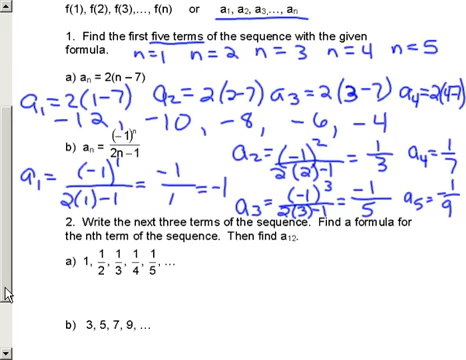 f(1), f(2), f(3),…, f(n) or a₁, a₂, a₃,…, aₙ
1. Find the first five terms of the sequence with the given
formula.
n=1 n=2 n=3 n=4 n=5
a) aₙ = 2(n – 7)
a₁=2(1-7) a₂=2(2-7) a₃=2(3-7) a₄=2(4-7)
-12, -10, -8, -6, -4
b) aₙ = (–1)ⁿ/(2n – 1)
a₂ = (-1)²/(2(2)-1) = 1/3 a₄ = 1/7
a₁ = (-1)¹/(2(1)-1) = -1/1 = -1
a₃ = (-1)³/(2(3)-1) = -1/5 a₅ = -1/9
2. Write the next three terms of the sequence. Find a formula for
the nth term of the sequence. Then find a₁₂.
a) 1, 1/2, 1/3, 1/4, 1/5, …
b) 3, 5, 7, 9, …